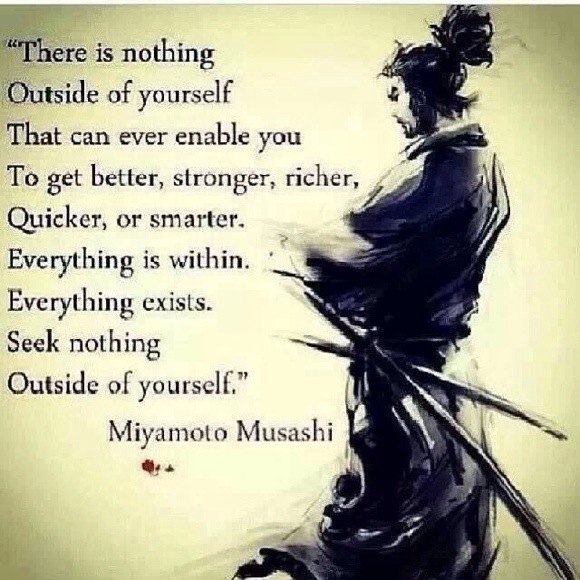 “There is nothing
Outside of yourself
That can ever enable you
To get better, stronger, richer,
Quicker, or smarter.
Everything is within.
Everything exists.
Seek nothing
Outside of yourself.”
Miyamoto Musashi